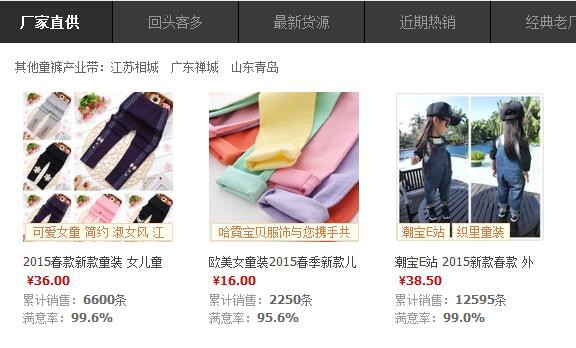 厂家直供 回头客多 最新货源 近期热销 经典老厂
其他童裤产业带：江苏相城 广东禅城 山东青岛
可爱女童 简约 淑女风 江 哈霓宝贝服饰与您携手共 潮宝E站 织里童装
2015春款新款童装 女儿童 欧美女童装2015春季新款儿 潮宝E站 2015新款春款 外
¥36.00 ¥16.00 ¥38.50
累计销售：6600条 累计销售：2250条 累计销售：12595条
满意率：99.6% 满意率：95.6% 满意率：99.0%